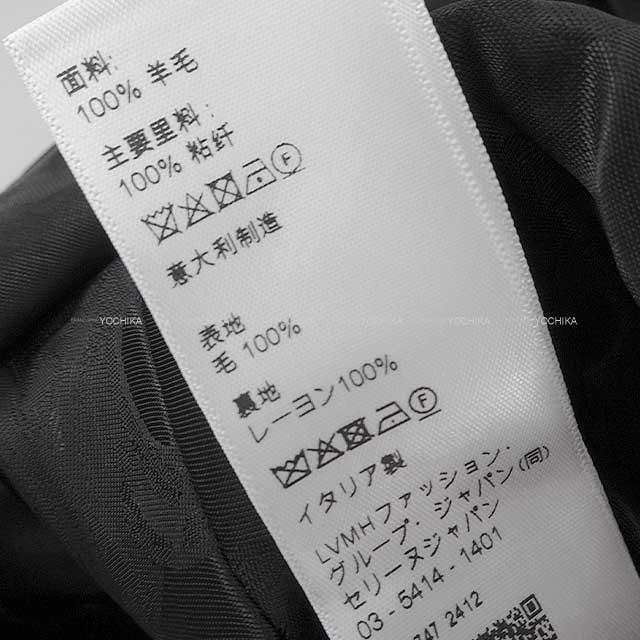 面料:
100% 羊毛
主要里料:
100% 粘纤
F
意大利制造
表地
毛 100%
裏地
レーヨン100%
F
イタリア製
LVMHファッション・
グループ・ジャパン(同)
セリーヌジャパン
03 - 5414 - 1401
2412
YOCHIKA
YOCHIKA
YOCHIKA